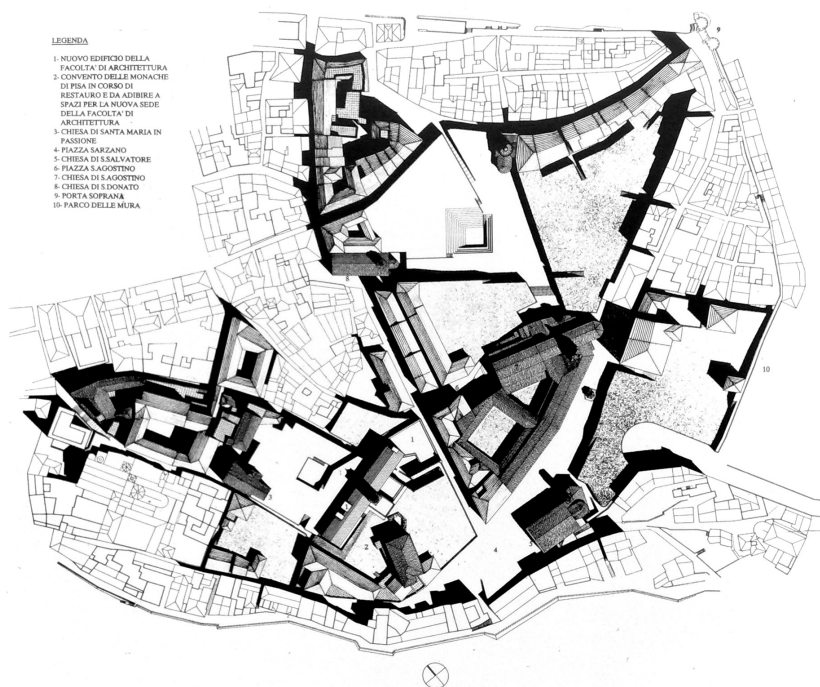 LEGENDA
1- NUOVO EDIFICIO DELLA
FACOLTA' DI ARCHITETTURA
2- CONVENTO DELLE MONACHE
DI PISA IN CORSO DI
RESTAURO E DA ADIBIRE A
SPAZI PER LA NUOVA SEDE
DELLA FACOLTA' DI
ARCHITETTURA
3- CHIESA DI SANTA MARIA IN
PASSIONE
4- PIAZZA SARZANO
5- CHIESA DI S.SALVATORE
6- PIAZZA S.AGOSTINO
7- CHIESA DI S.AGOSTINO
8- CHIESA DI S.DONATO
9- PORTA SOPRANA
10- PARCO DELLE MURA
9
8
7
10
1
3
2
4